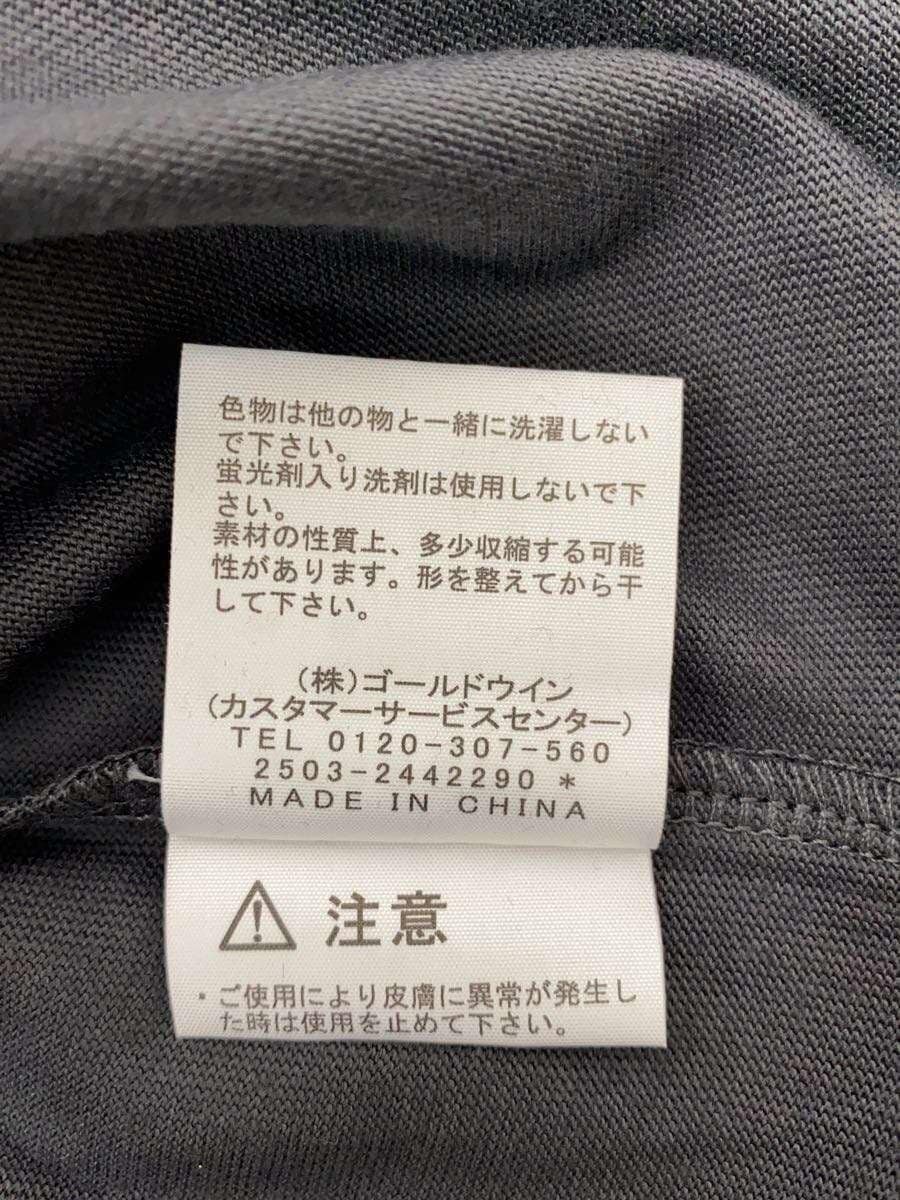 色物は他の物と一緒に洗濯しない
で下さい。
蛍光剤入り洗剤は使用しないで下
さい。
素材の性質上、多少収縮する可能
性があります。形を整えてから干
して下さい。
(株)ゴールドウイン
(カスタマーサービスセンター)
TEL 0120-307-560
2503-2442290 *
MADE IN CHINA
注意
・ご使用により皮膚に異常が発生し
た時は使用を止めて下さい。